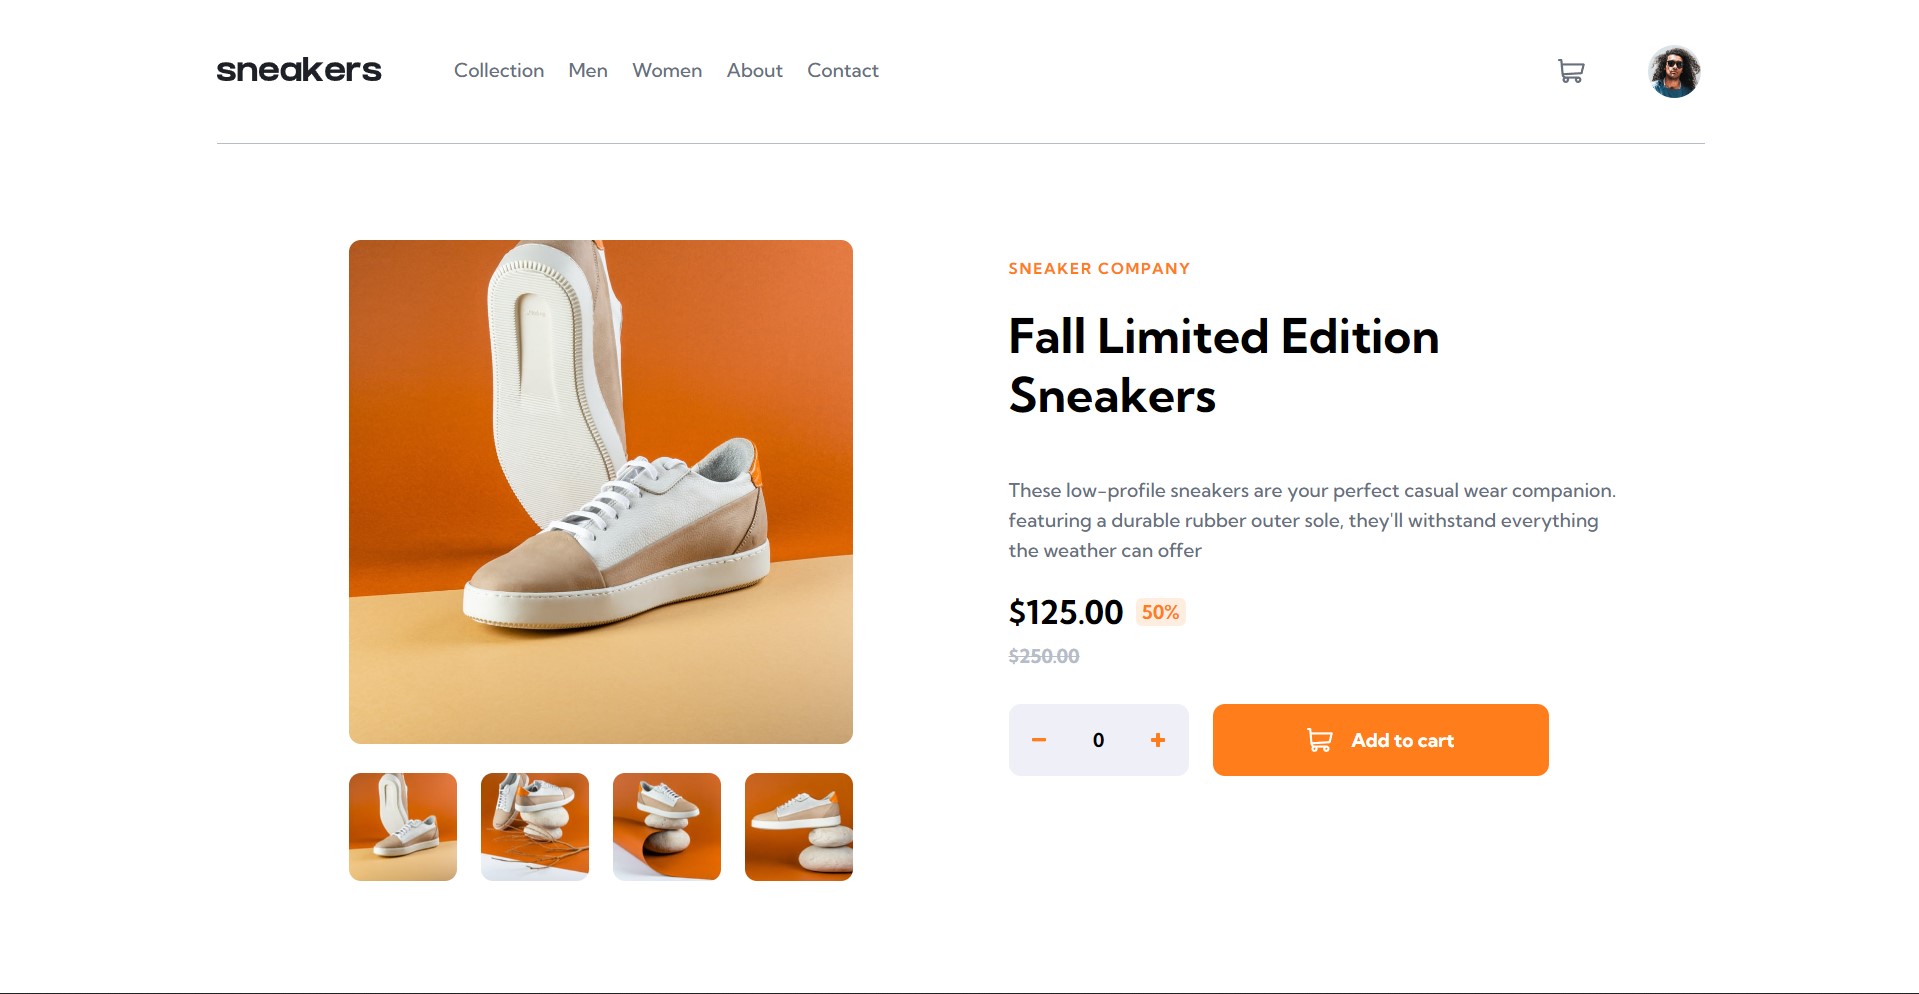 sneakers
Collection Men Women About Contact
SNEAKER COMPANY
Fall Limited Edition
Sneakers
These low-profile sneakers are your perfect casual wear companion.
featuring a durable rubber outer sole, they'll withstand everything
the weather can offer
$125.00 50%
$250.00
0 Add to cart